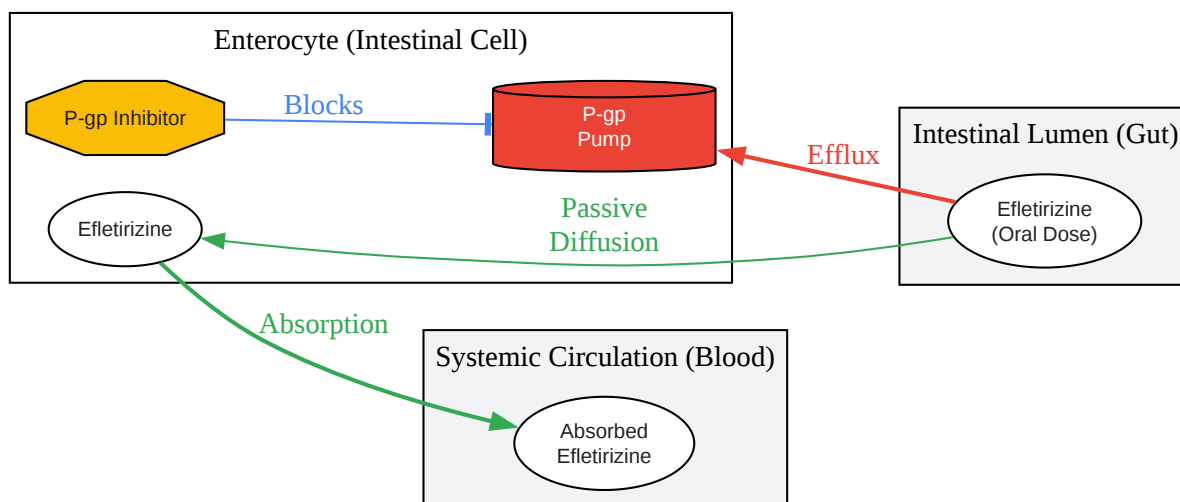 Enterocyte (Intestinal Cell)
P-gp Inhibitor
Blocks
P-gp
Pump
Efflux
Intestinal Lumen (Gut)
Efletirizine
(Oral Dose)
Efletirizine
Passive
Diffusion
Absorption
Systemic Circulation (Blood)
Absorbed
Efletirizine